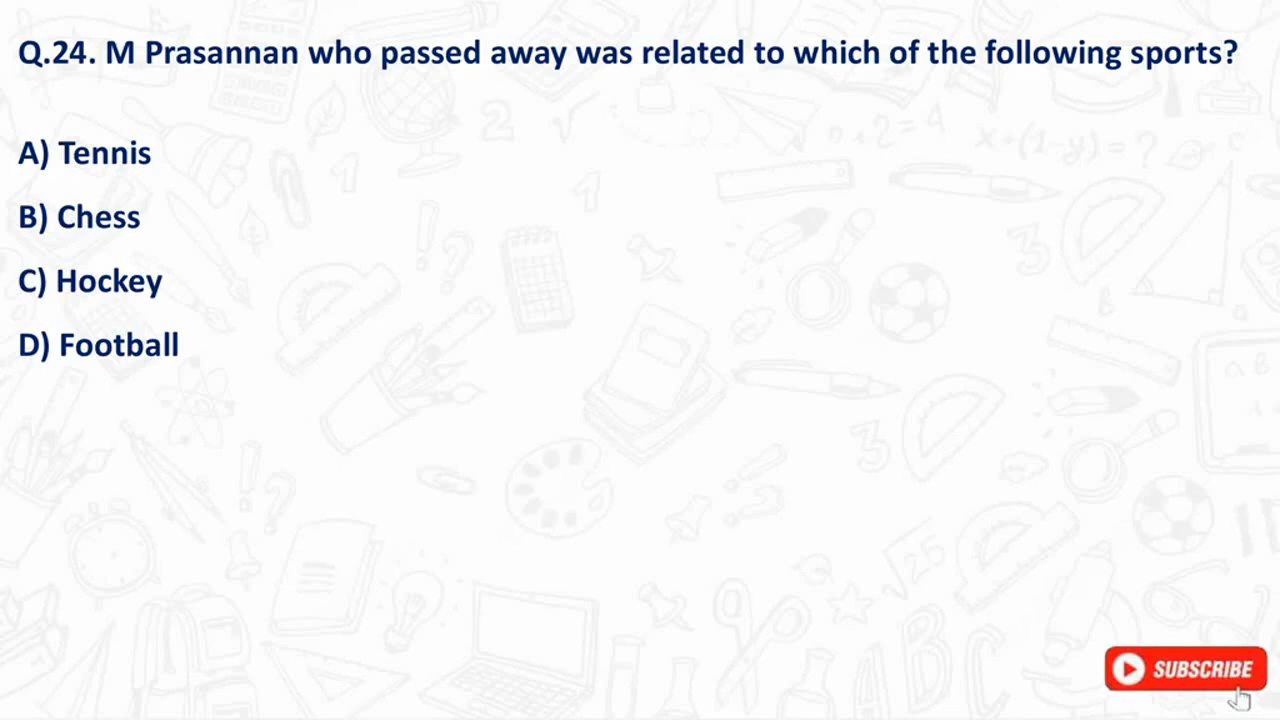 Q.24. M Prasannan who passed away was related to which of the following sports?
A) Tennis
B) Chess
C) Hockey
D) Football
SUBSCRIBE